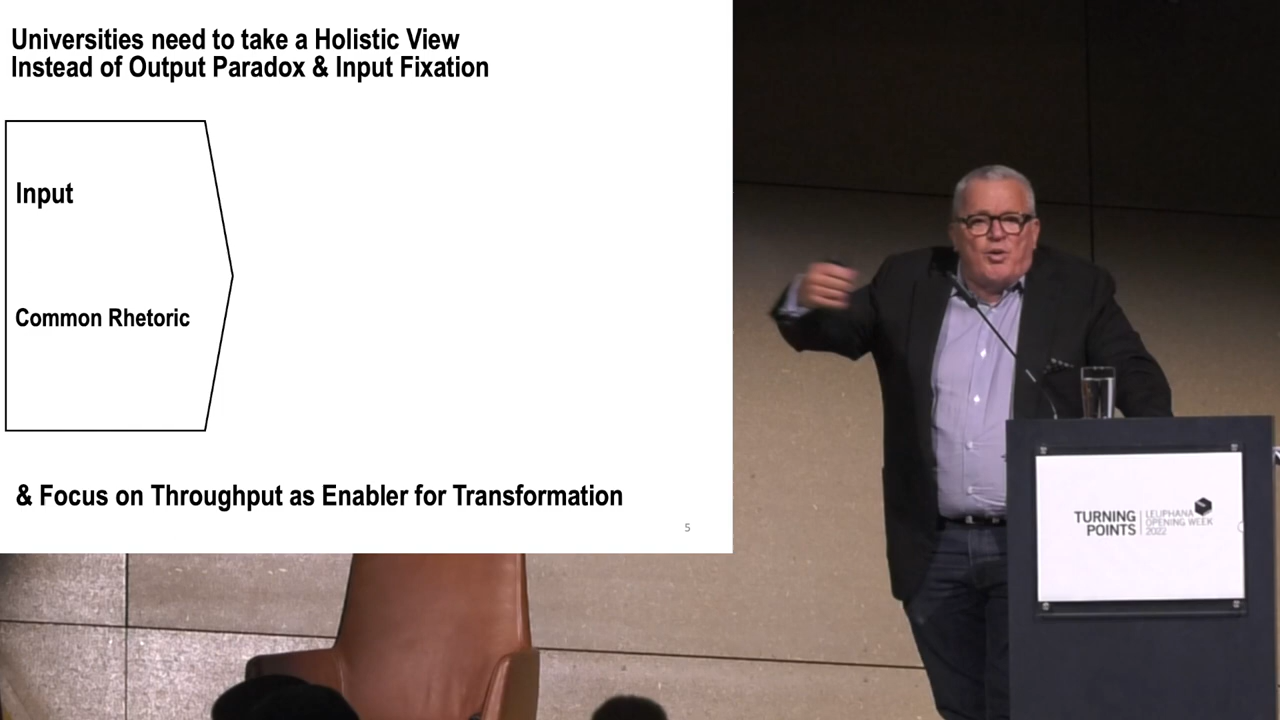 Universities need to take a Holistic View
Instead of Output Paradox & Input Fixation
Input
Common Rhetoric
& Focus on Throughput as Enabler for Transformation
5
TURNING
POINTS
LEUPHANA
OPENING WEEK
2022